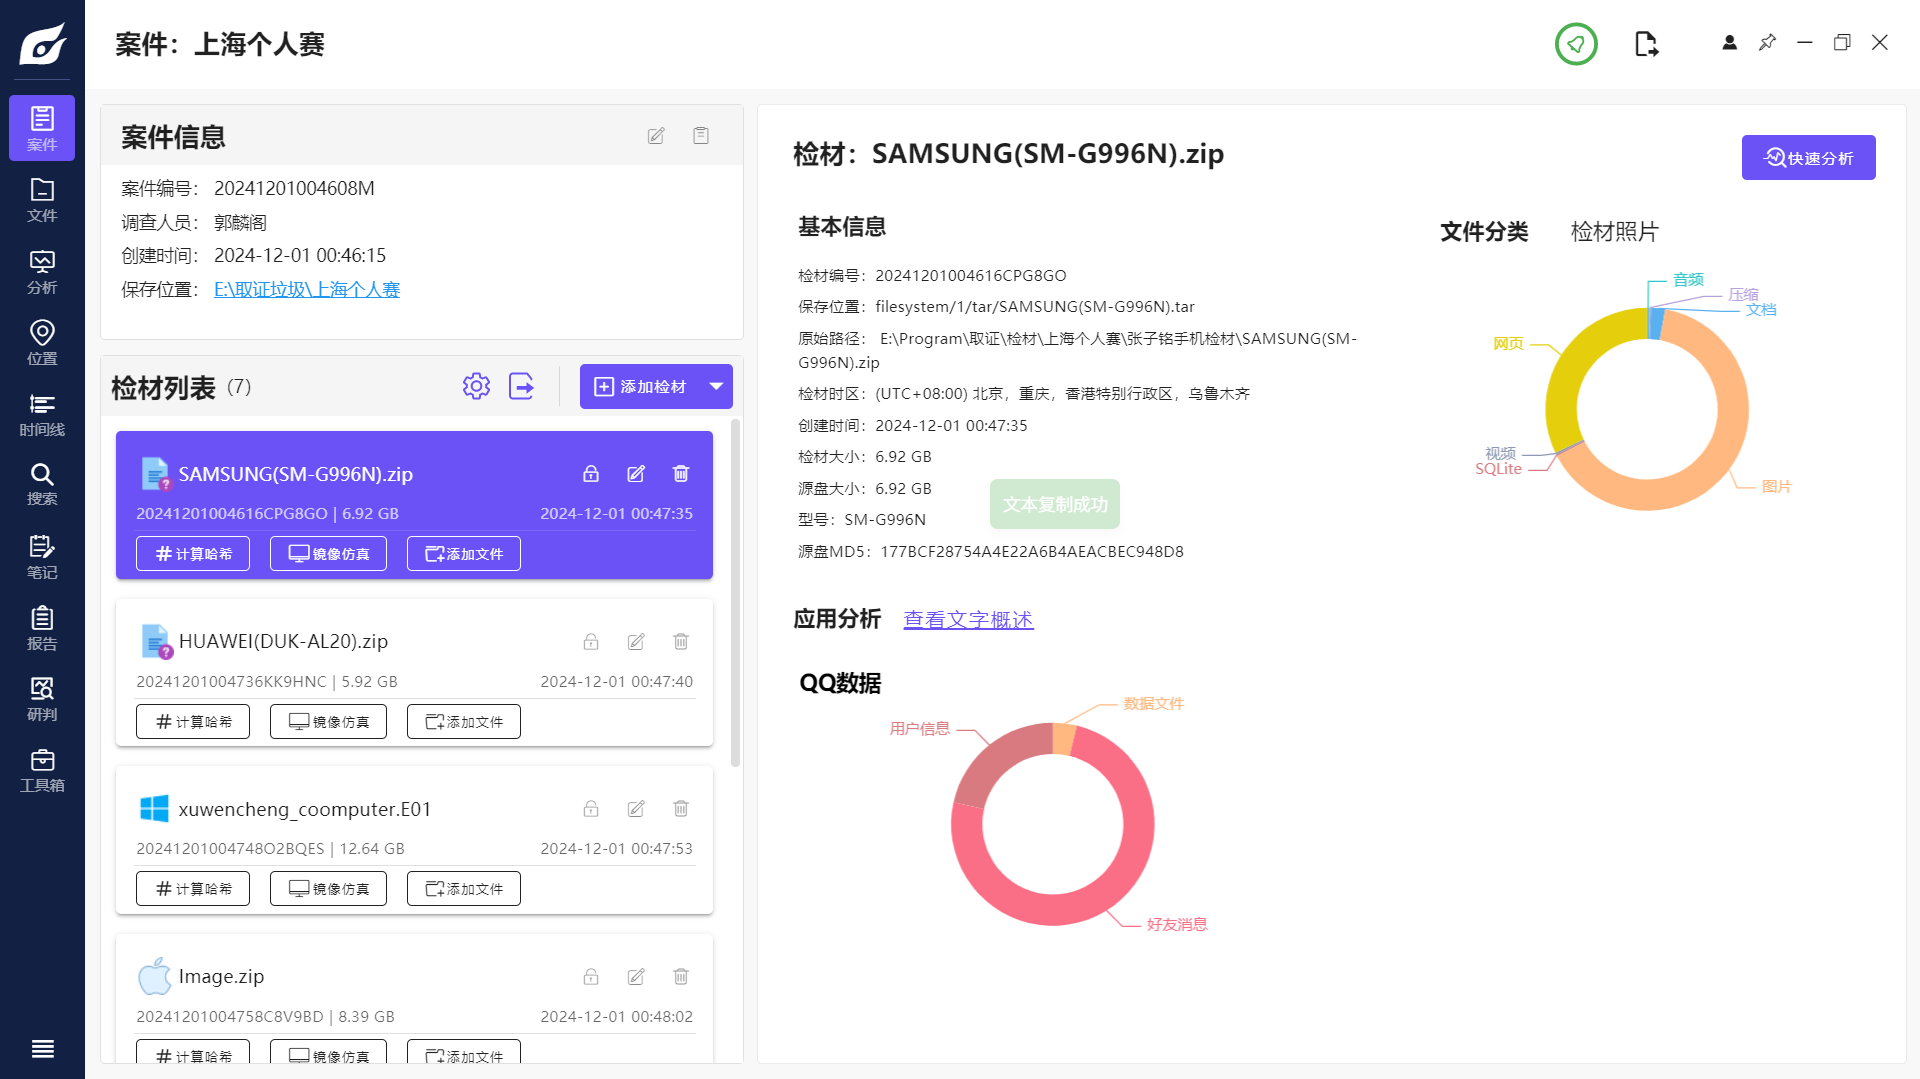 案件：上海个人赛
案件
文件
分析
位置
时间线
搜索
笔记
报告
研判
工具箱
案件信息
案件编号： 20241201004608M
调查人员： 郭麟阁
创建时间： 2024-12-01 00:46:15
保存位置： E:\取证垃圾\上海个人赛
检材列表 (7)
添加检材
SAMSUNG(SM-G996N).zip
20241201004616CPG8GO | 6.92 GB 2024-12-01 00:47:35
计算哈希 镜像仿真 添加文件
HUAWEI(DUK-AL20).zip
20241201004736KK9HNC | 5.92 GB 2024-12-01 00:47:40
计算哈希 镜像仿真 添加文件
xuwencheng_coomputer.E01
20241201004748O2BQES | 12.64 GB 2024-12-01 00:47:53
计算哈希 镜像仿真 添加文件
Image.zip
20241201004758C8V9BD | 8.39 GB 2024-12-01 00:48:02
计算哈希 镜像仿真 添加文件
检材：SAMSUNG(SM-G996N).zip
快速分析
基本信息
检材编号：20241201004616CPG8GO
保存位置：filesystem/1/tar/SAMSUNG(SM-G996N).tar
原始路径： E:\Program\取证\检材\上海个人赛\张子铭手机检材\SAMSUNG(SM-
G996N).zip
检材时区：(UTC+08:00) 北京，重庆，香港特别行政区，乌鲁木齐
创建时间：2024-12-01 00:47:35
检材大小：6.92 GB
源盘大小：6.92 GB
型号：SM-G996N
源盘MD5：177BCF28754A4E22A6B4AEACBEC948D8
文本复制成功
文件分类 检材照片
音频
压缩
文档
网页
视频
SQLite
图片
应用分析 查看文字概述
QQ数据
数据文件
用户信息
好友消息